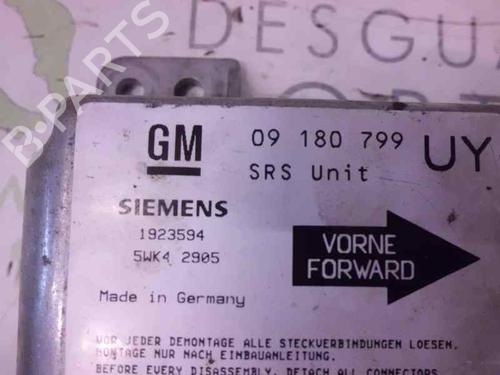 DESGUA
B-PARTS
GM
09 180 799
UY
SRS Unit
SIEMENS
1923594
5WK4 2905
VORNE
FORWARD
Made in Germany
VOR JEDER DEMONTAGE ALLE STECKVERBINDUNGEN LOESEN.
MONTAGE NUR NACH EINBAUANLEITUNG.
BEFORE EVERY DISASSEMBLY, DETACH ALL CONNECTORS